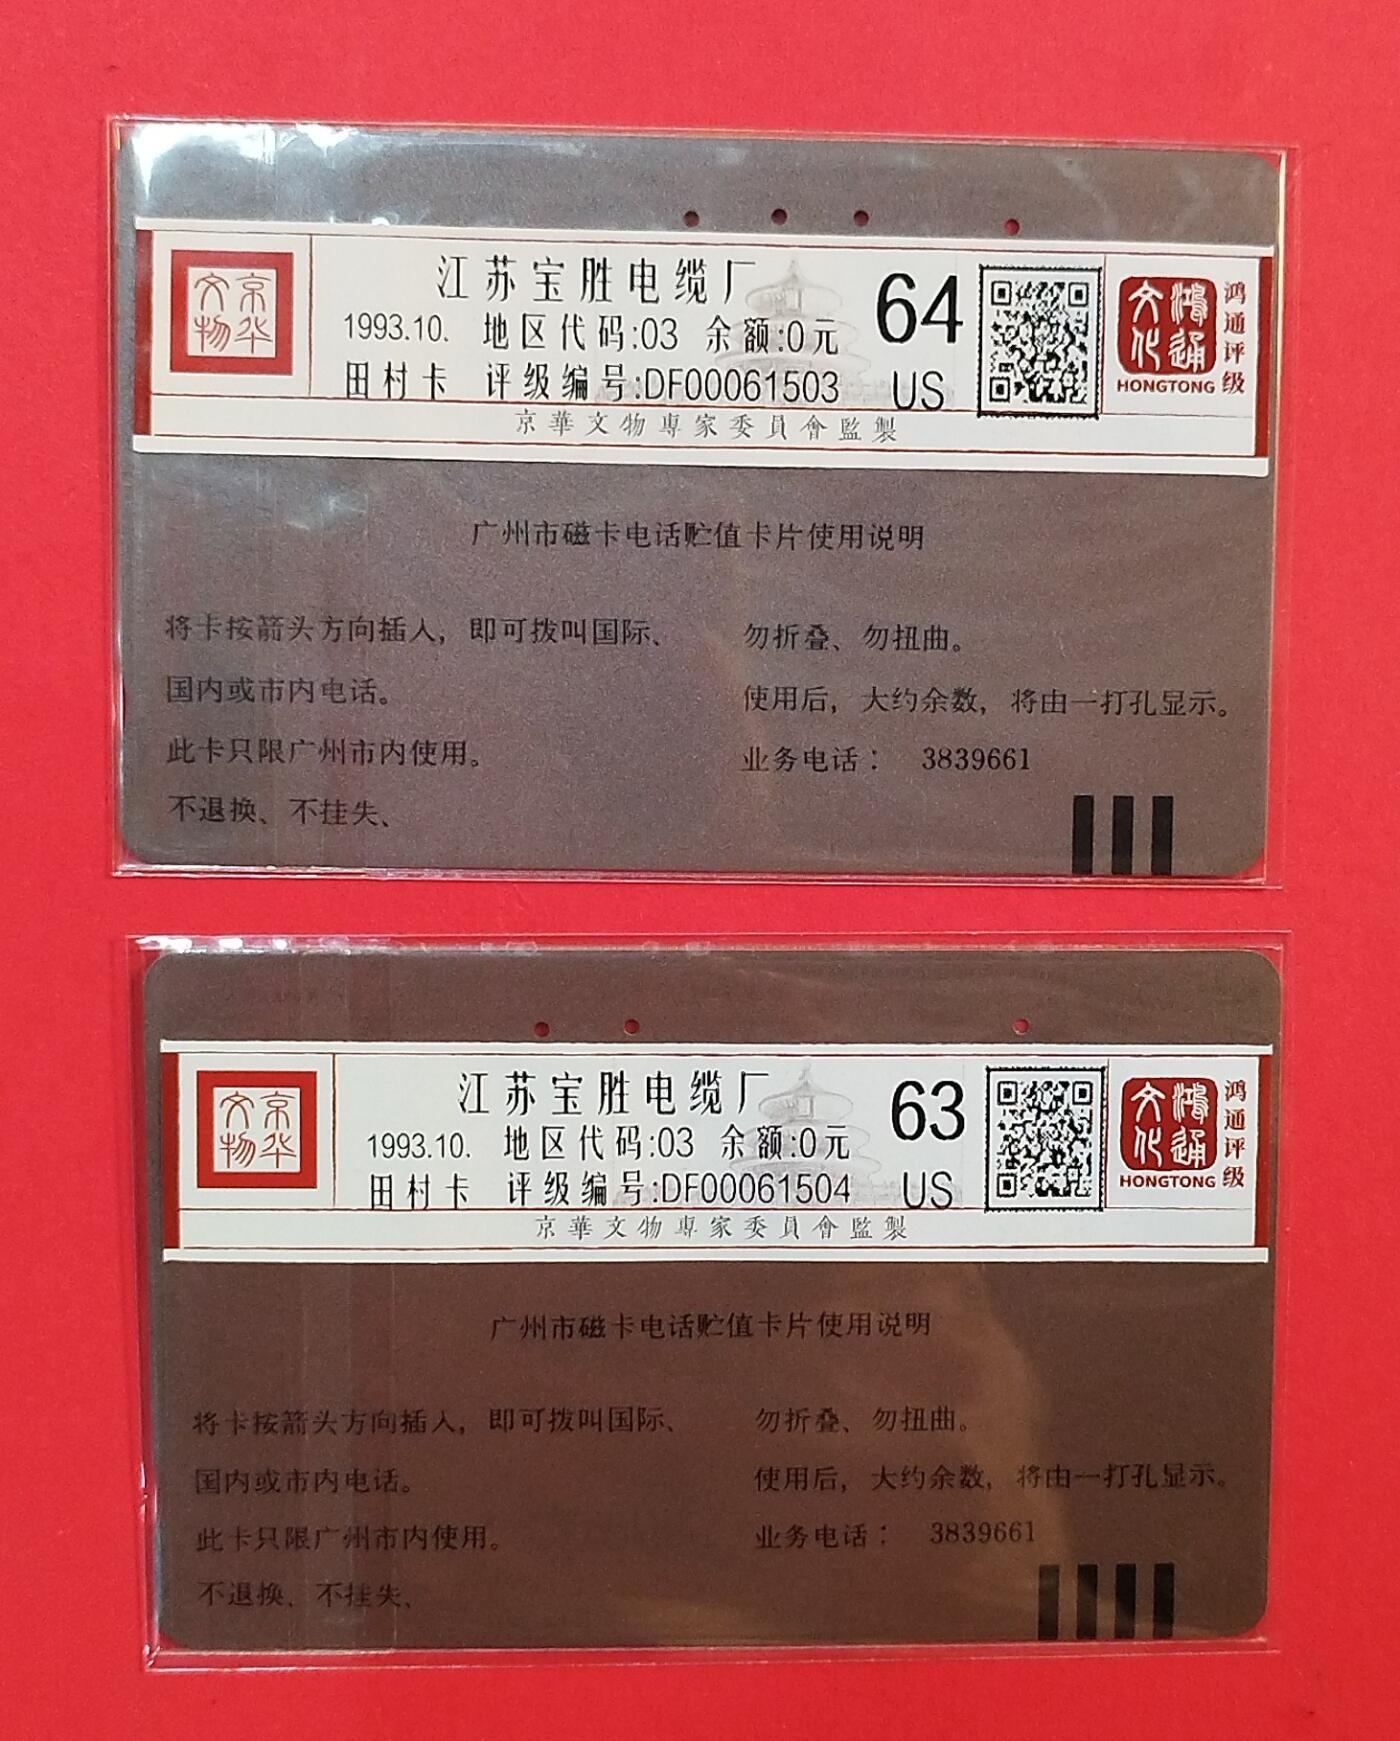 京华文物
江苏宝胜电缆厂
1993.10. 地区代码:03 余额:0元
田村卡 评级编号:DF00061503
64
US
鸿通文化
HONGTONG
鸿通评级
京華文物專家委員會監製
广州市磁卡电话贮值卡片使用说明
将卡按箭头方向插入，即可拨叫国际、
国内或市内电话。
此卡只限广州市内使用。
不退换、不挂失、
勿折叠、勿扭曲。
使用后，大约余数，将由一打孔显示。
业务电话： 3839661
京华文物
江苏宝胜电缆厂
1993.10. 地区代码:03 余额:0元
田村卡 评级编号:DF00061504
63
US
鸿通文化
HONGTONG
鸿通评级
京華文物專家委員會監製
广州市磁卡电话贮值卡片使用说明
将卡按箭头方向插入，即可拨叫国际、
国内或市内电话。
此卡只限广州市内使用。
不退换、不挂失、
勿折叠、勿扭曲。
使用后，大约余数，将由一打孔显示。
业务电话： 3839661